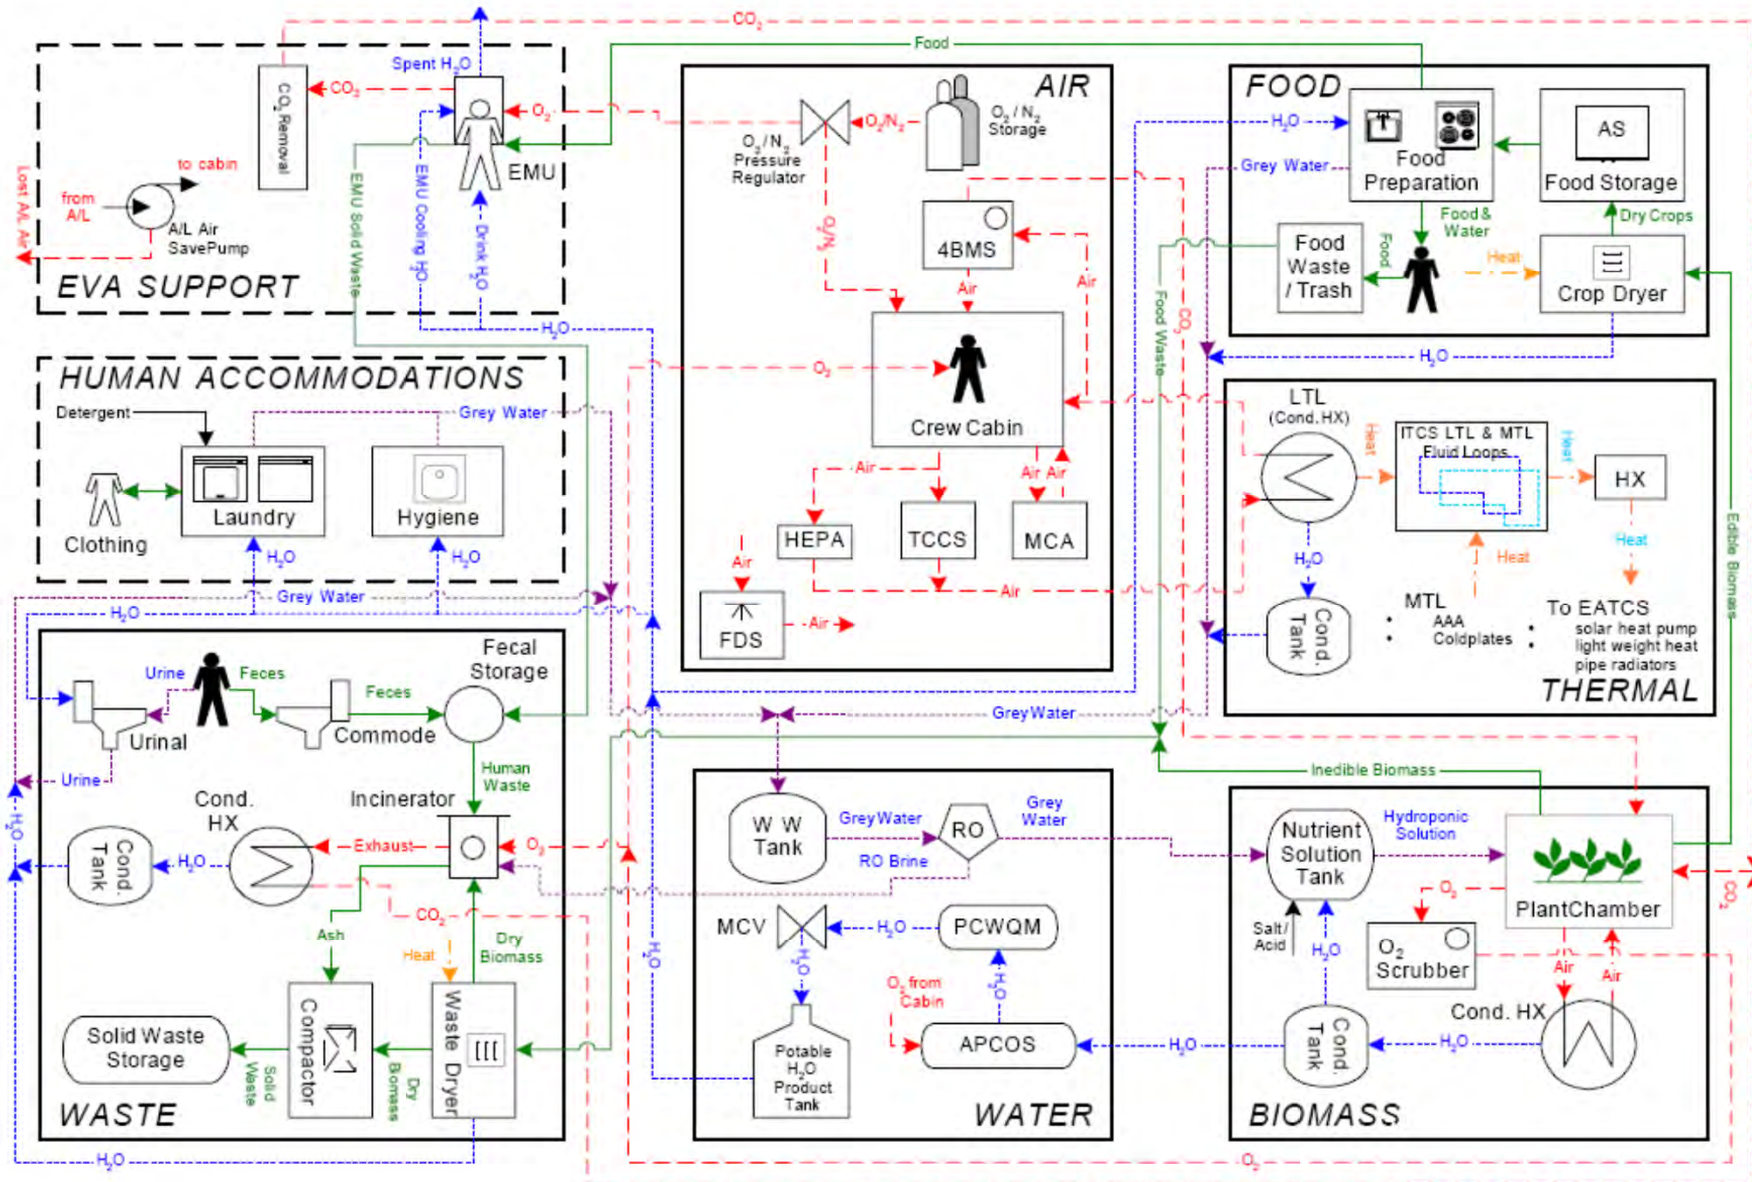 CO2
Spent H2O
Food
AIR
FOOD
CO2 Removal
CO2
O2
O2/N2
O2 / N2
Storage
H2O
AS
O2/N2
Pressure
Regulator
Grey Water
Food
Preparation
Food Storage
EMU
to cabin
from
A/L
Lost A/L Air
A/L Air
SavePump
EVA SUPPORT
EMU Solid Waste
EMU Cooling H2O
Drink H2O
H2O
O2/N2
4BMS
Air
Air
CO2
Food Waste
Food
Waste
/ Trash
Food
Food &
Water
Heat
Dry Crops
Crop Dryer
H2O
HUMAN ACCOMMODATIONS
Detergent
Grey Water
Laundry
Hygiene
Clothing
H2O
H2O
Grey Water
H2O
O2
Crew Cabin
Air
Air
Air
HEPA
TCCS
MCA
Air
Air
FDS
Air
LTL
(Cond.HX)
Heat
ITCS LTL & MTL
Fluid Loops
Heat
HX
H2O
Heat
Heat
Cond.
Tank
MTL
• AAA
• Coldplates
To EATCS
• solar heat pump
• light weight heat
pipe radiators
THERMAL
Edible Biomass
Fecal
Storage
Urine
Feces
Feces
Urinal
Commode
Urine
Human
Waste
Cond.
HX
Incinerator
H2O
Cond.
Tank
H2O
Exhaust
O2
CO2
Ash
Heat
Dry
Biomass
Solid Waste
Storage
Solid
Waste
Compactor
Dry
Biomass
Waste Dryer
WASTE
H2O
Grey Water
W W
Tank
Grey Water
RO
Grey
Water
RO Brine
MCV
H2O
PCWQM
H2O
H2O
H2O
O2 from
Cabin
APCOS
Potable
H2O
Product
Tank
WATER
H2O
Inedible Biomass
Nutrient
Solution
Tank
Hydroponic
Solution
PlantChamber
CO2
O2
Salt/
Acid
H2O
O2
Scrubber
Air
Air
Cond. HX
Cond.
Tank
H2O
BIOMASS
O2